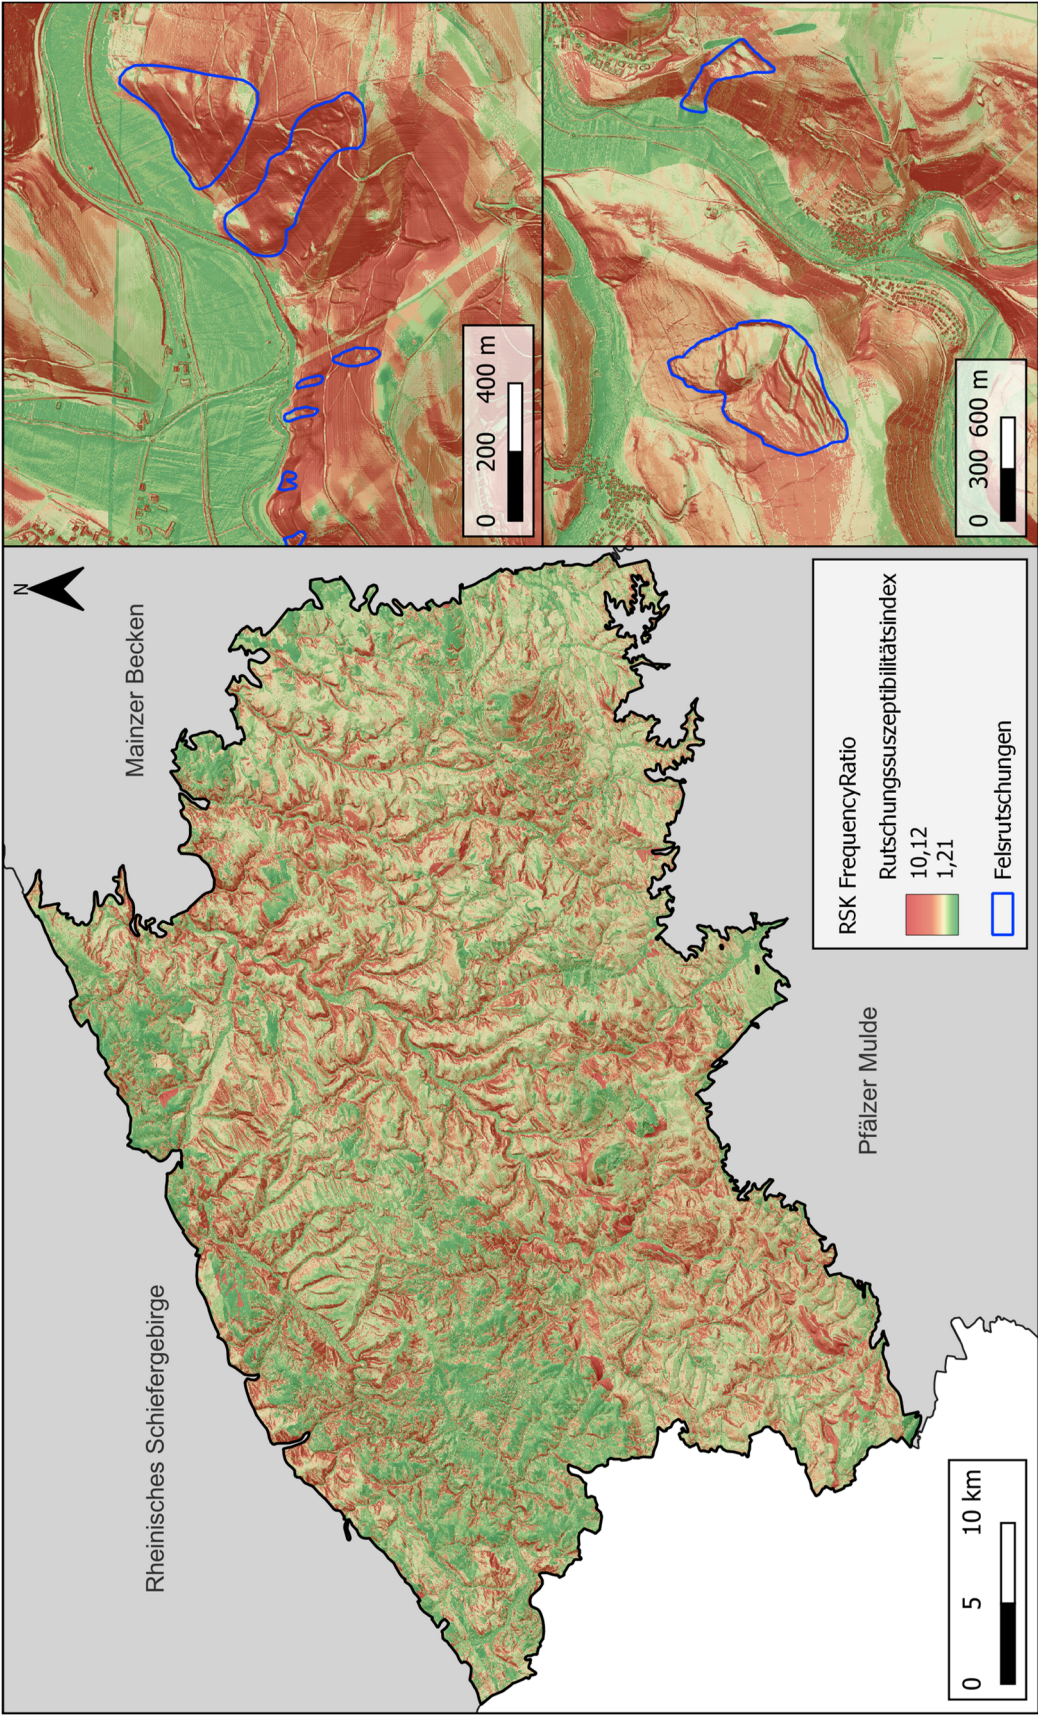 Rheinisches Schiefergebirge
Mainzer Becken
N
Pfälzer Mulde
0 5 10 km
RSK FrequencyRatio
Rutschungssuszeptibilitätsindex
10,12
1,21
Felsrutschungen
0 200 400 m
0 300 600 m